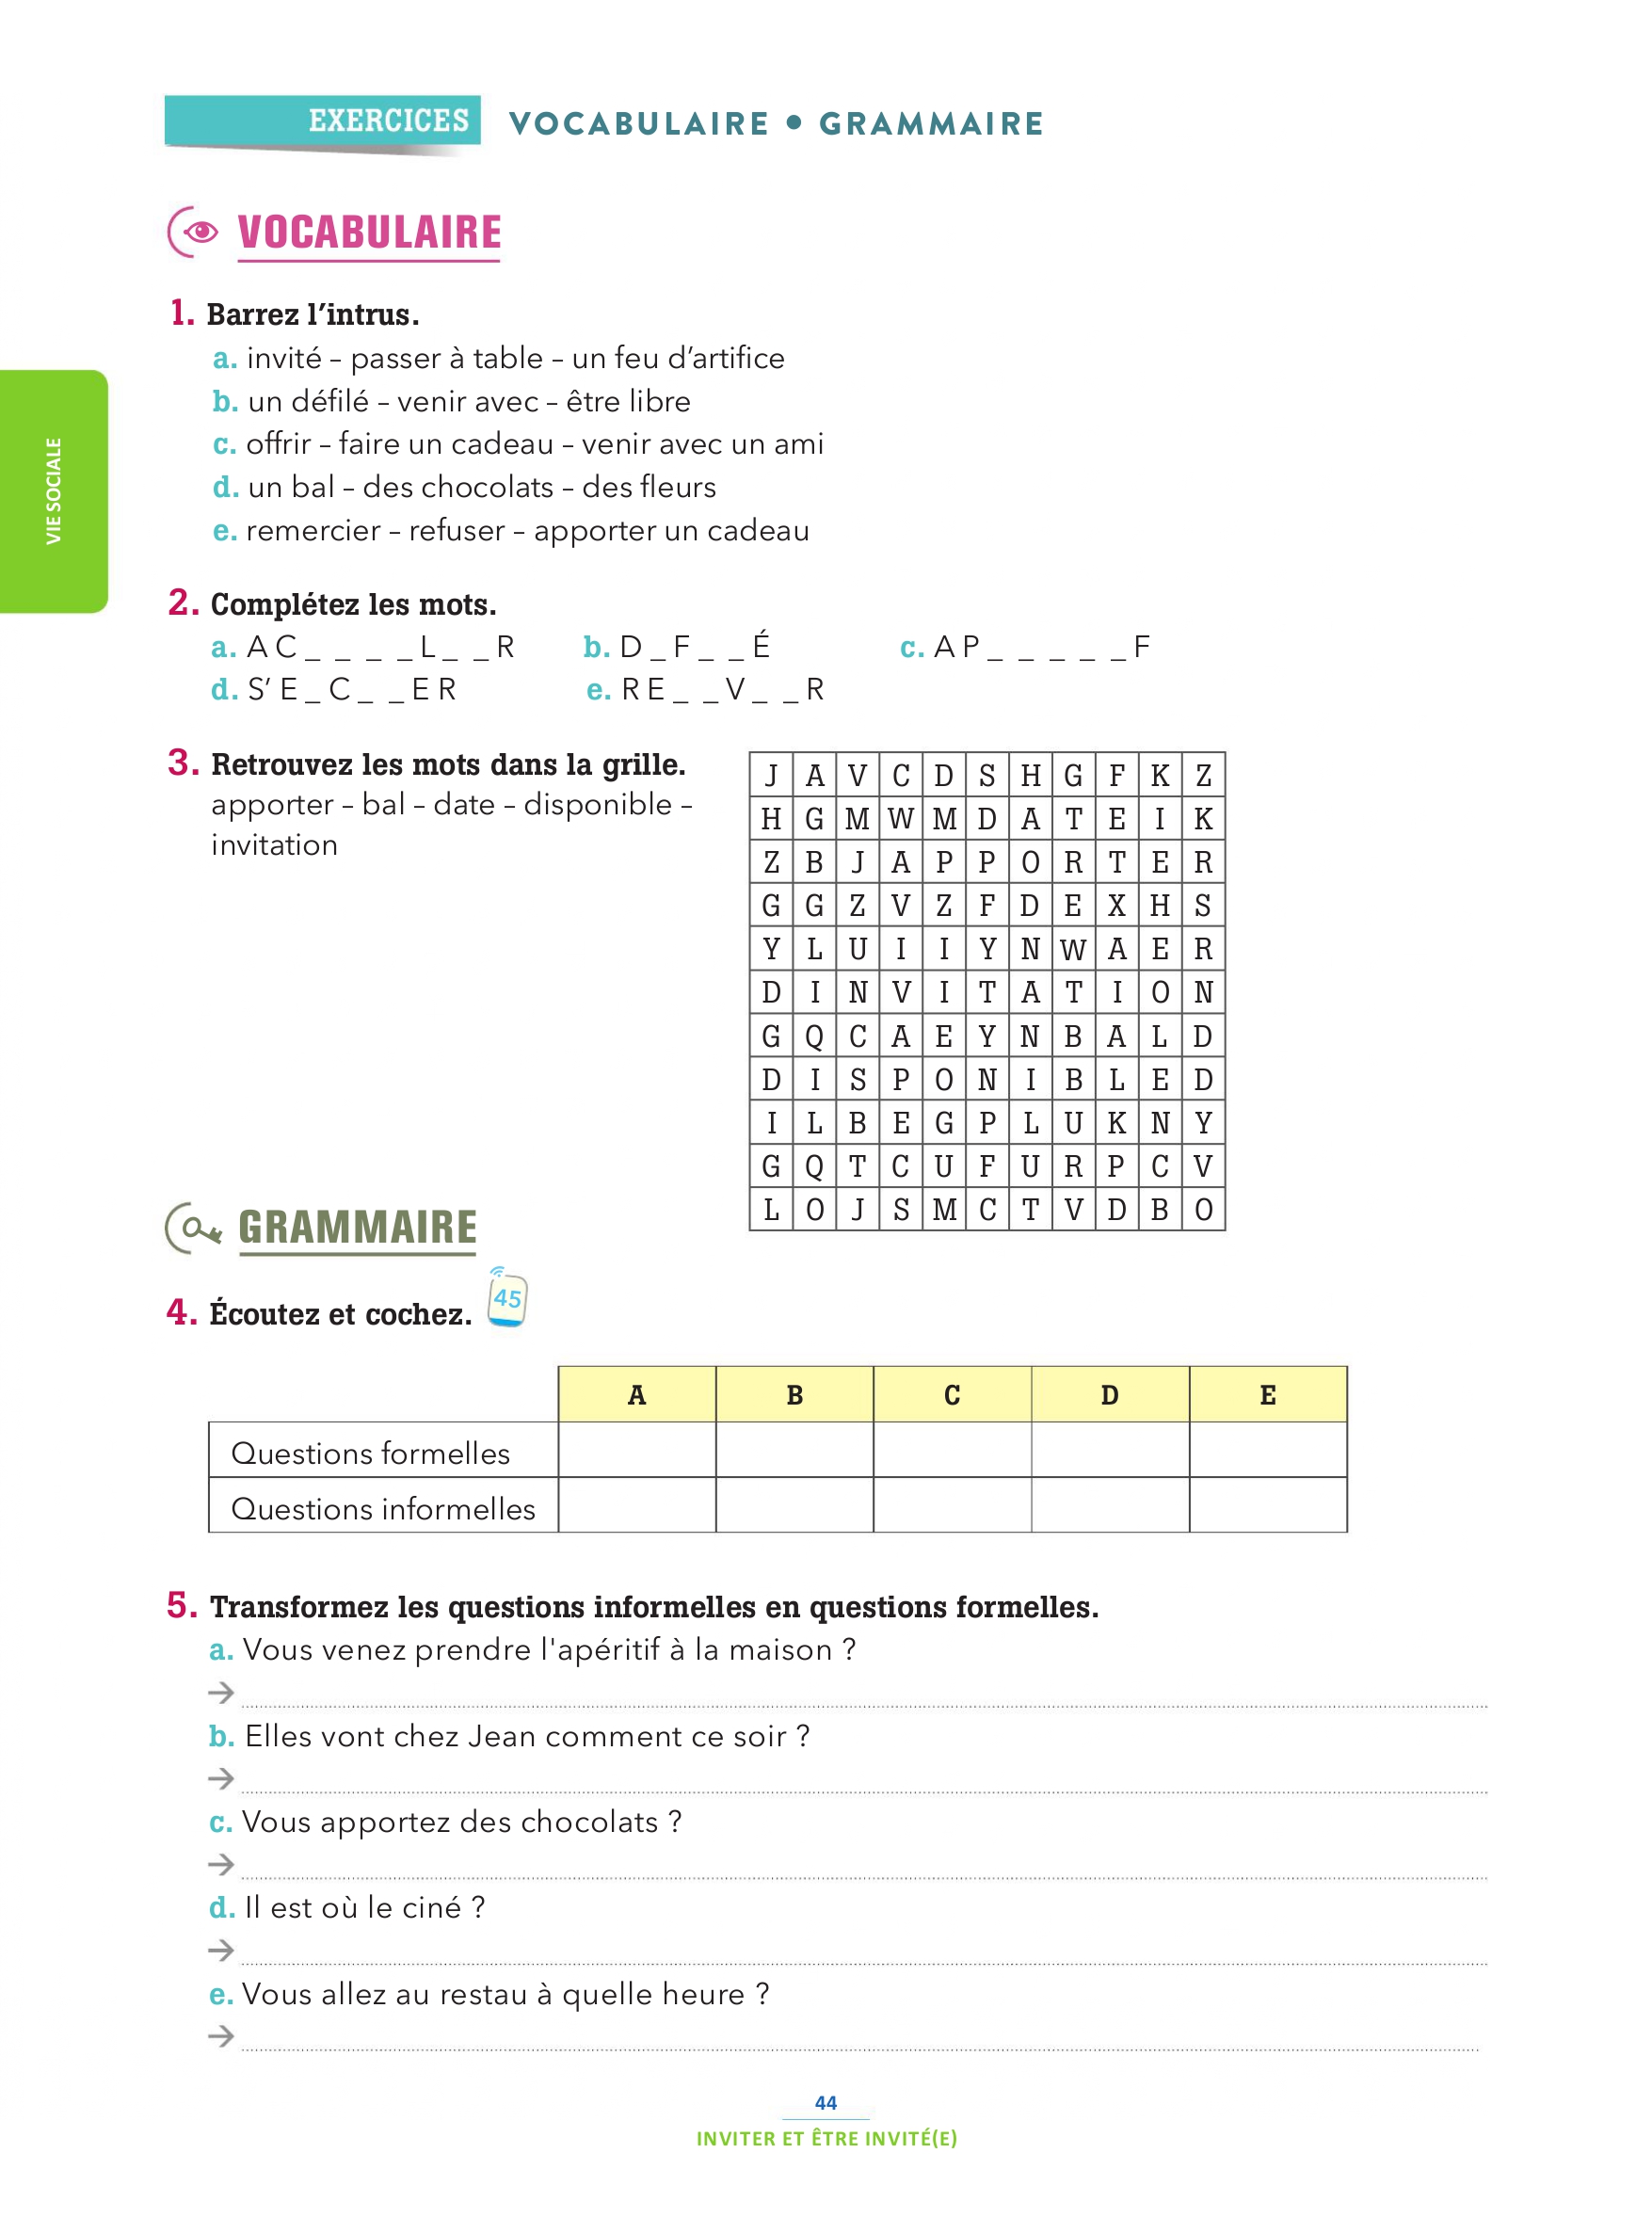 EXERCICES VOCABULAIRE • GRAMMAIRE
VOCABULAIRE
1. Barrez l’intrus.
a. invité – passer à table – un feu d’artifice
b. un défilé – venir avec – être libre
c. offrir – faire un cadeau – venir avec un ami
d. un bal – des chocolats – des fleurs
e. remercier – refuser – apporter un cadeau
VIE SOCIALE
2. Complétez les mots.
a. A C _ _ _ _ L _ _ R b. D _ F _ _ É c. A P _ _ _ _ _ F
d. S’ E _ C _ _ E R e. R E _ _ V _ _ R
3. Retrouvez les mots dans la grille.
apporter – bal – date – disponible –
invitation
J A V C D S H G F K Z
H G M W M D A T E I K
Z B J A P P O R T E R
G G Z V Z F D E X H S
Y L U I I Y N W A E R
D I N V I T A T I O N
G Q C A E Y N B A L D
D I S P O N I B L E D
I L B E G P L U K N Y
G Q T C U F U R P C V
L O J S M C T V D B O
GRAMMAIRE
4. Écoutez et cochez. 45
A B C D E
Questions formelles
Questions informelles
5. Transformez les questions informelles en questions formelles.
a. Vous venez prendre l'apéritif à la maison ?
→
b. Elles vont chez Jean comment ce soir ?
→
c. Vous apportez des chocolats ?
→
d. Il est où le ciné ?
→
e. Vous allez au restau à quelle heure ?
→
44
INVITER ET ÊTRE INVITÉ(E)